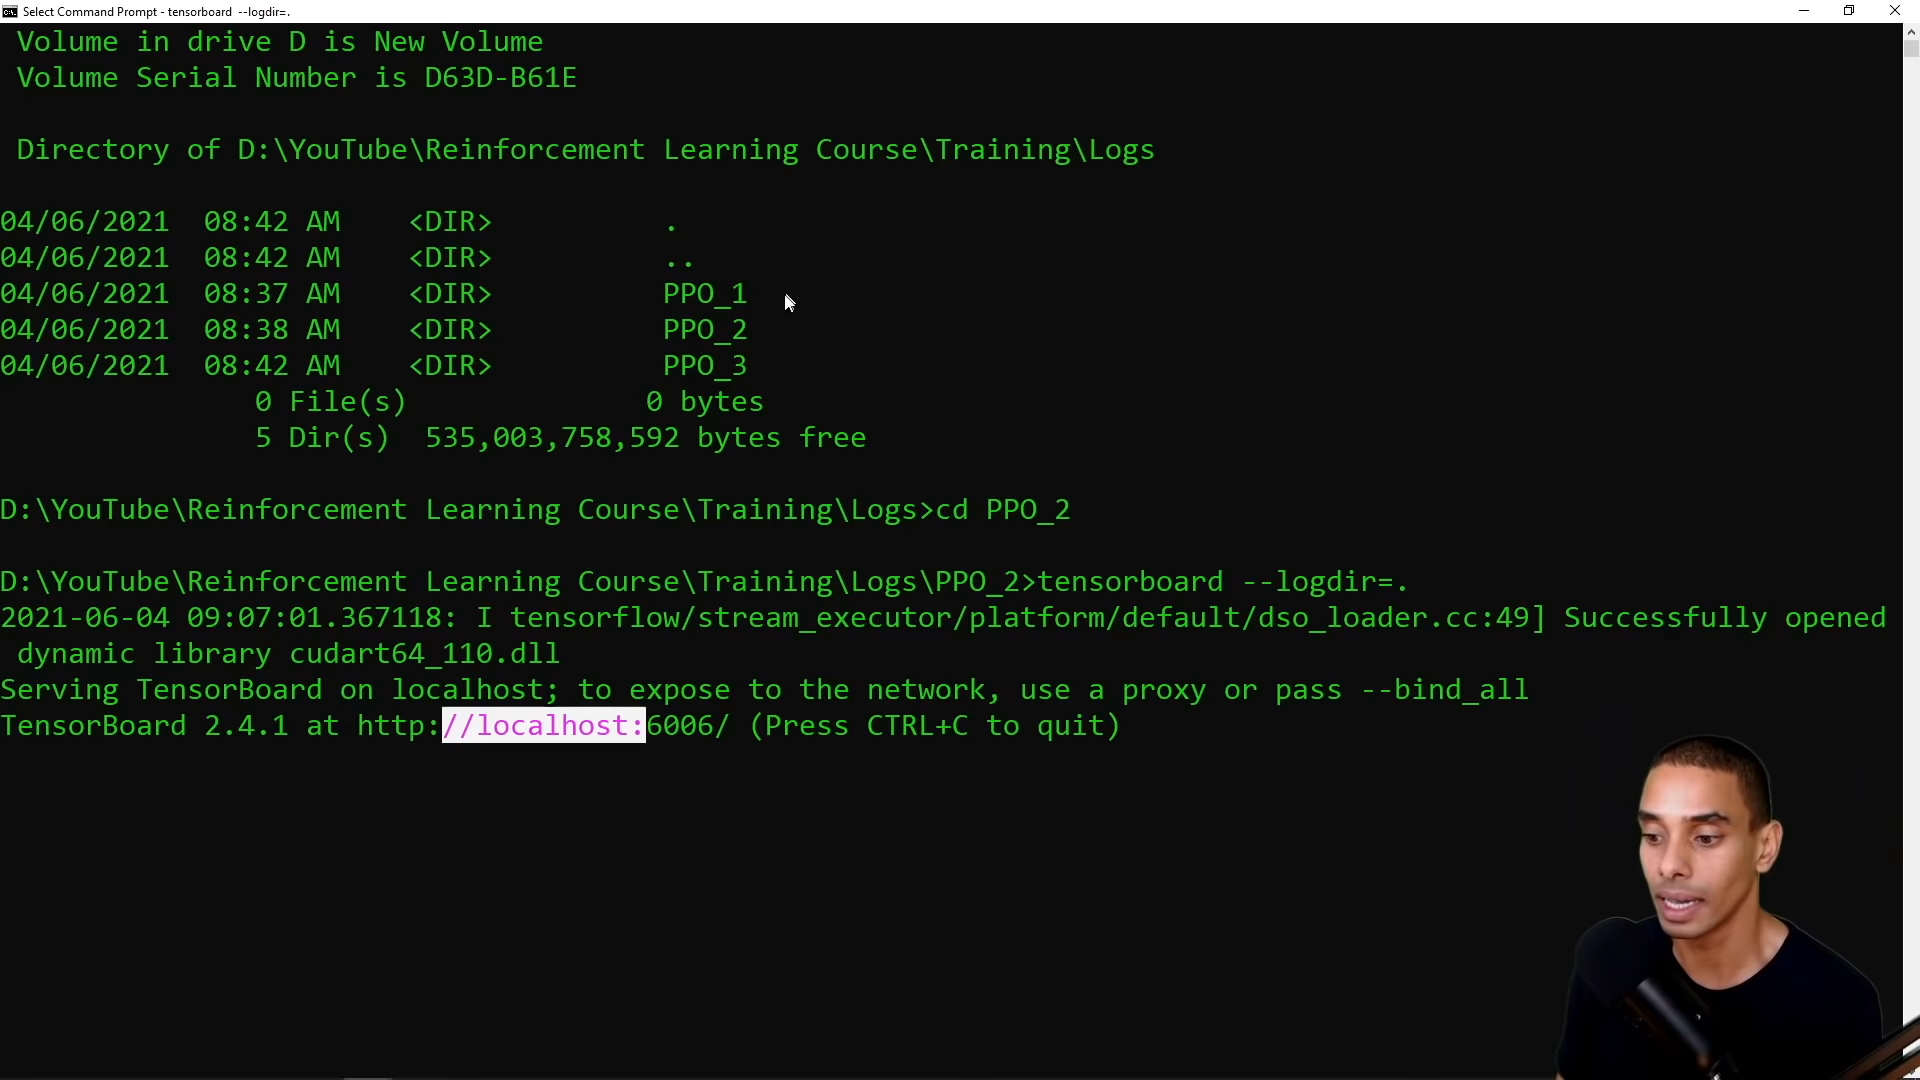 Select Command Prompt - tensorboard  --logdir=.
Volume in drive D is New Volume
Volume Serial Number is D63D-B61E
Directory of D:\YouTube\Reinforcement Learning Course\Training\Logs
04/06/2021  08:42 AM    <DIR>          .
04/06/2021  08:42 AM    <DIR>          ..
04/06/2021  08:37 AM    <DIR>          PPO_1
04/06/2021  08:38 AM    <DIR>          PPO_2
04/06/2021  08:42 AM    <DIR>          PPO_3
0 File(s)              0 bytes
5 Dir(s)  535,003,758,592 bytes free
D:\YouTube\Reinforcement Learning Course\Training\Logs>cd PPO_2
D:\YouTube\Reinforcement Learning Course\Training\Logs\PPO_2>tensorboard --logdir=.
2021-06-04 09:07:01.367118: I tensorflow/stream_executor/platform/default/dso_loader.cc:49] Successfully opened
dynamic library cudart64_110.dll
Serving TensorBoard on localhost; to expose to the network, use a proxy or pass --bind_all
TensorBoard 2.4.1 at http://localhost:6006/ (Press CTRL+C to quit)